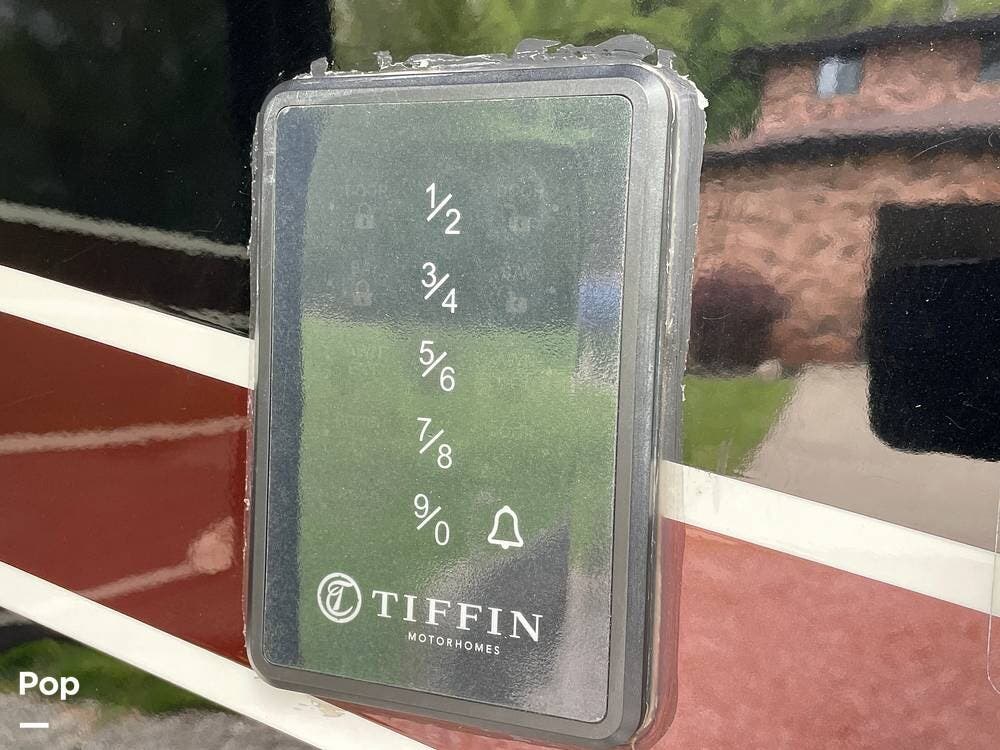 1/2
3/4
5/6
7/8
9/0
TIFFIN
MOTORHOMES
Pop